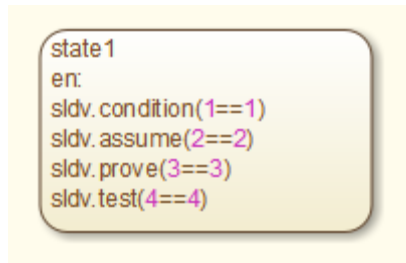 state1
en:
sldv.condition(1==1)
sldv.assume(2==2)
sldv.prove(3==3)
sldv.test(4==4)